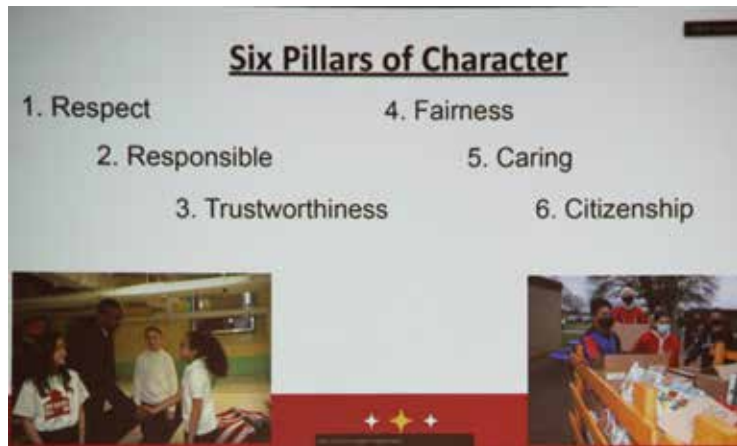 Six Pillars of Character
1. Respect
2. Responsible
3. Trustworthiness
4. Fairness
5. Caring
6. Citizenship